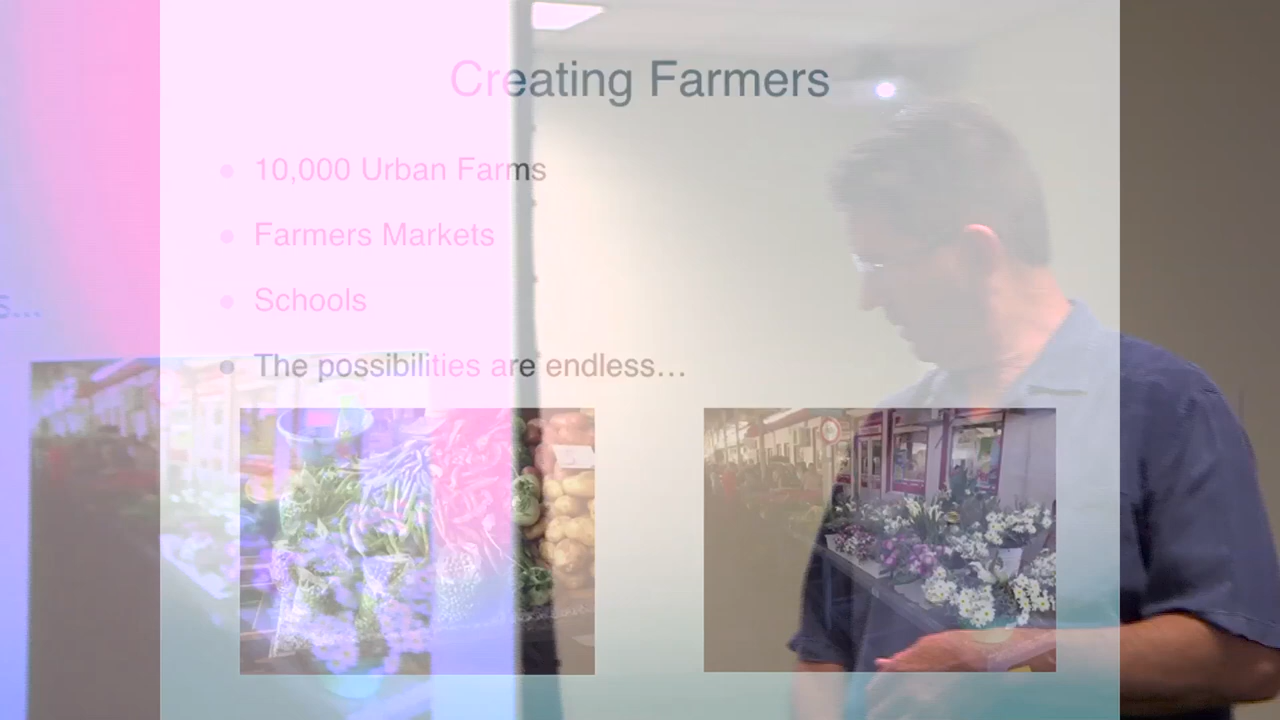 Creating Farmers
• 10,000 Urban Farms
• Farmers Markets
• Schools
• The possibilities are endless…
s…